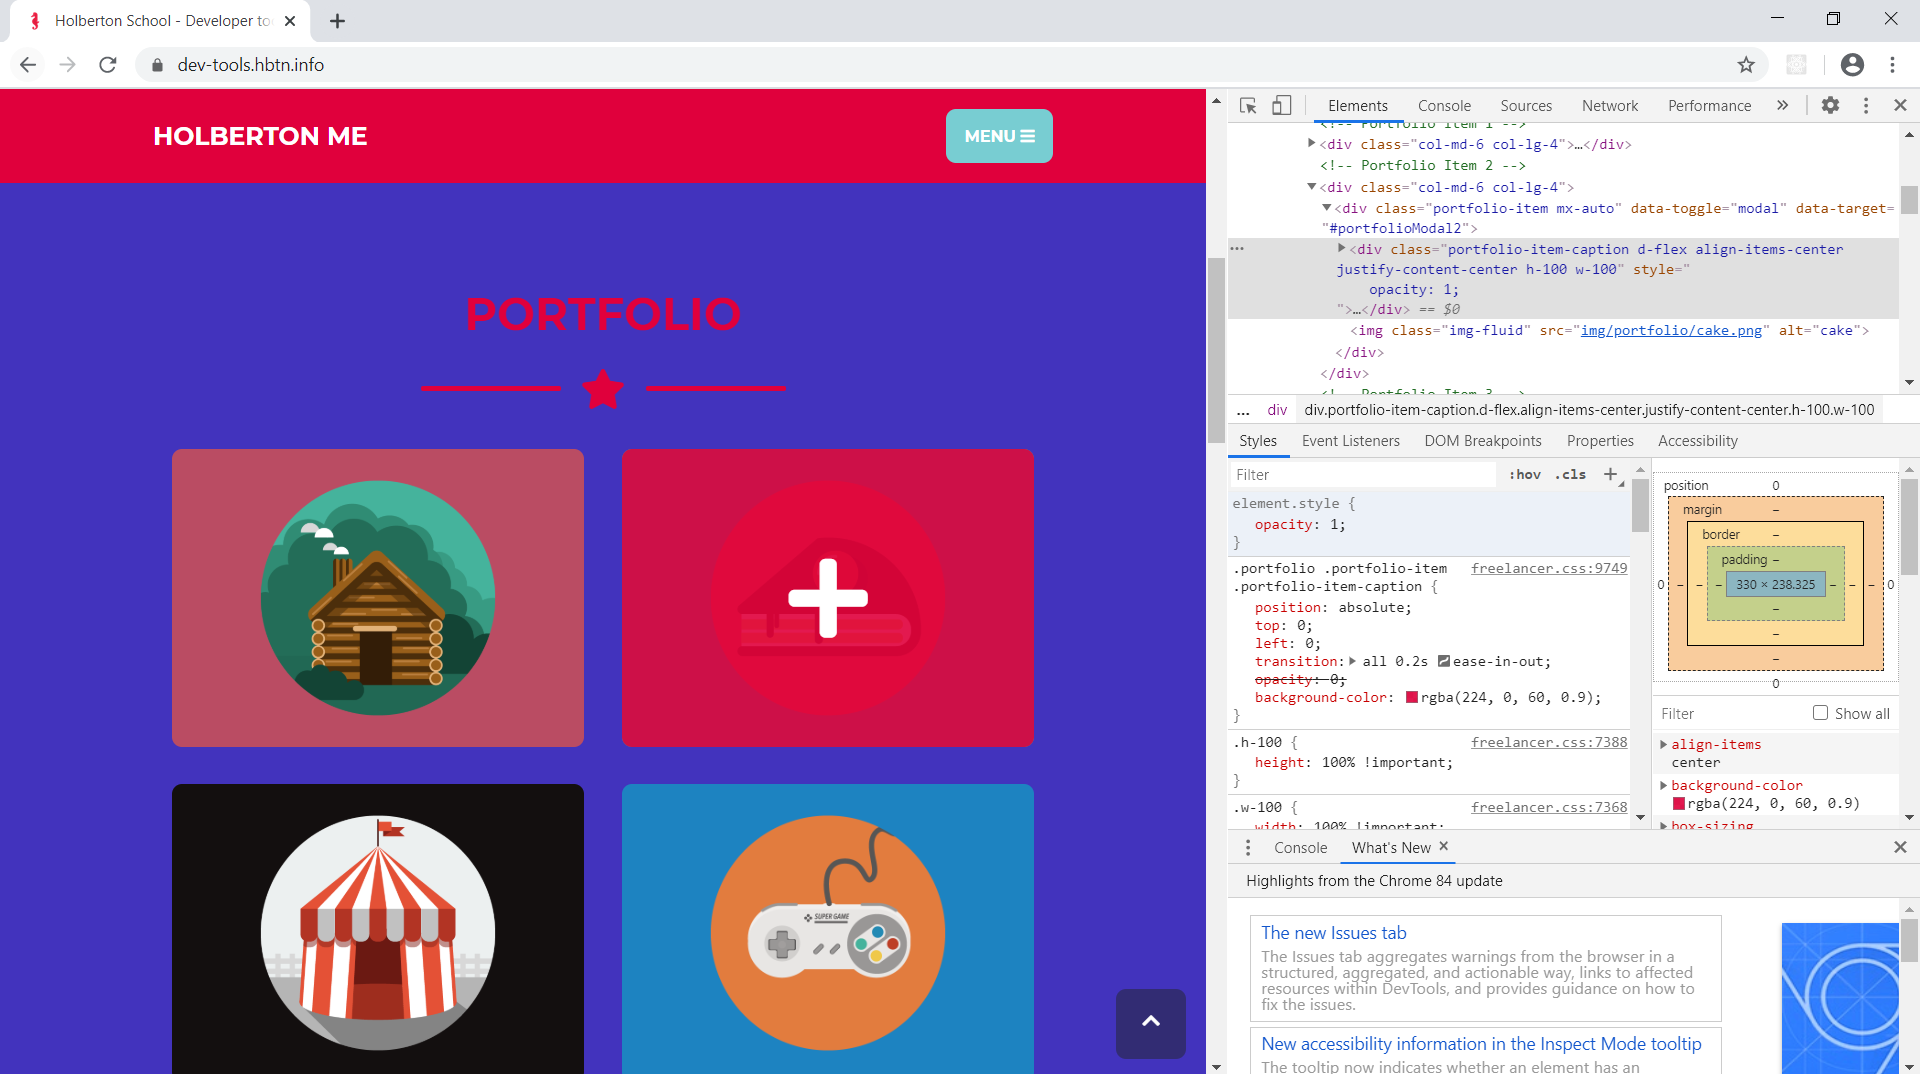 Holberton School - Developer to
dev-tools.hbtn.info
HOLBERTON ME
MENU
PORTFOLIO
SUPER GAME
Elements
Console
Sources
Network
Performance
<!-- Portfolio Item 1 -->
<div class="col-md-6 col-lg-4">…</div>
<!-- Portfolio Item 2 -->
<div class="col-md-6 col-lg-4">
<div class="portfolio-item mx-auto" data-toggle="modal" data-target=
"#portfolioModal2">
<div class="portfolio-item-caption d-flex align-items-center
justify-content-center h-100 w-100" style="
opacity: 1;
">…</div> == $0
<img class="img-fluid" src="img/portfolio/cake.png" alt="cake">
</div>
</div>
<!-- Portfolio Item 3 -->
... div div.portfolio-item-caption.d-flex.align-items-center.justify-content-center.h-100.w-100
Styles
Event Listeners
DOM Breakpoints
Properties
Accessibility
Filter
:hov .cls +
element.style {
opacity: 1;
}
.portfolio .portfolio-item freelancer.css:9749
.portfolio-item-caption {
position: absolute;
top: 0;
left: 0;
transition: all 0.2s ease-in-out;
opacity: 0;
background-color: rgba(224, 0, 60, 0.9);
}
.h-100 { freelancer.css:7388
height: 100% !important;
}
.w-100 { freelancer.css:7368
width: 100% !important;
position 0
margin –
border –
padding –
0 – – – 330 × 238.325 – – – 0
–
–
–
0
Filter
Show all
align-items
center
background-color
rgba(224, 0, 60, 0.9)
box-sizing
Console
What's New
Highlights from the Chrome 84 update
The new Issues tab
The Issues tab aggregates warnings from the browser in a
structured, aggregated, and actionable way, links to affected
resources within DevTools, and provides guidance on how to
fix the issues.
New accessibility information in the Inspect Mode tooltip
The tooltip now indicates whether an element has an